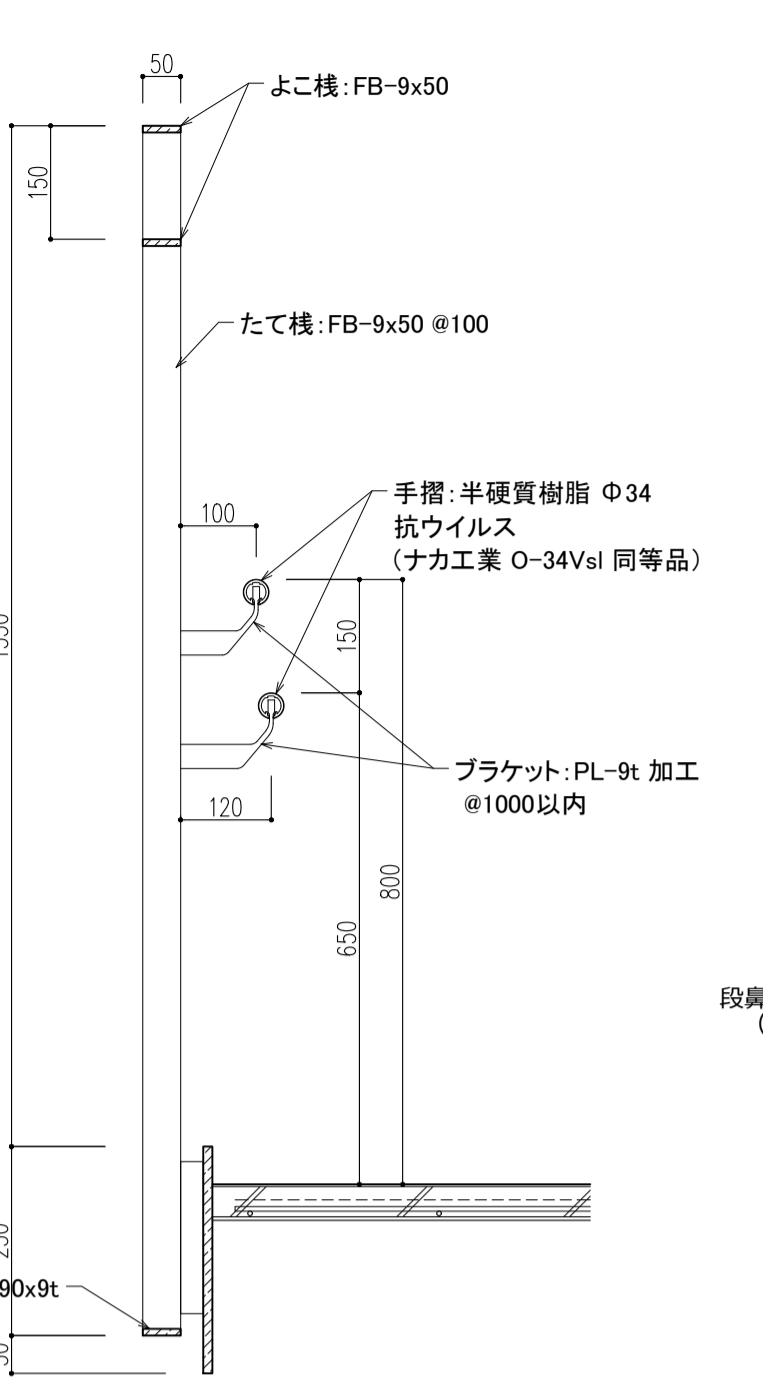 50
よこ桟：FB-9x50
150
たて桟：FB-9x50 @100
手摺：半硬質樹脂 Φ34
抗ウイルス
（ナカ工業 O-34Vsl 同等品）
100
150
ブラケット：PL-9t 加工
@1000以内
120
800
650
段鼻
(
90x9t